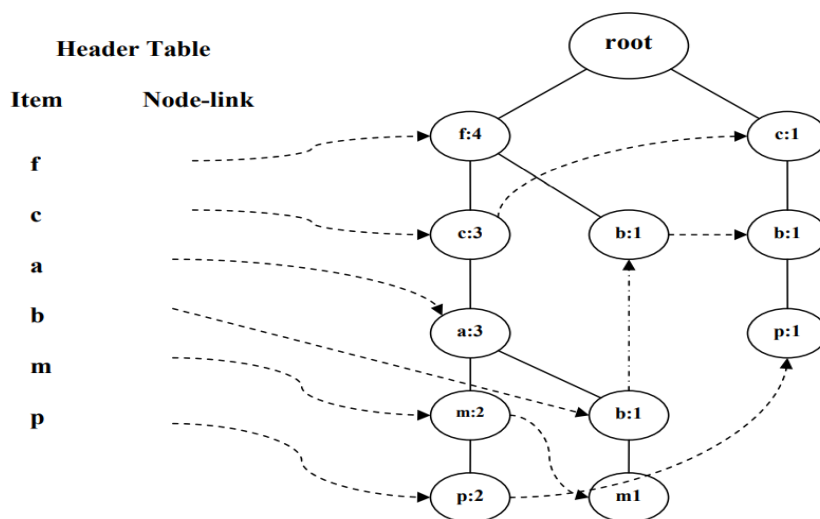 root
Header Table
Item Node-link
f:4 c:1
f
c
c:3 b:1 b:1
a
b
a:3 p:1
m
m:2 b:1
p
p:2 m1